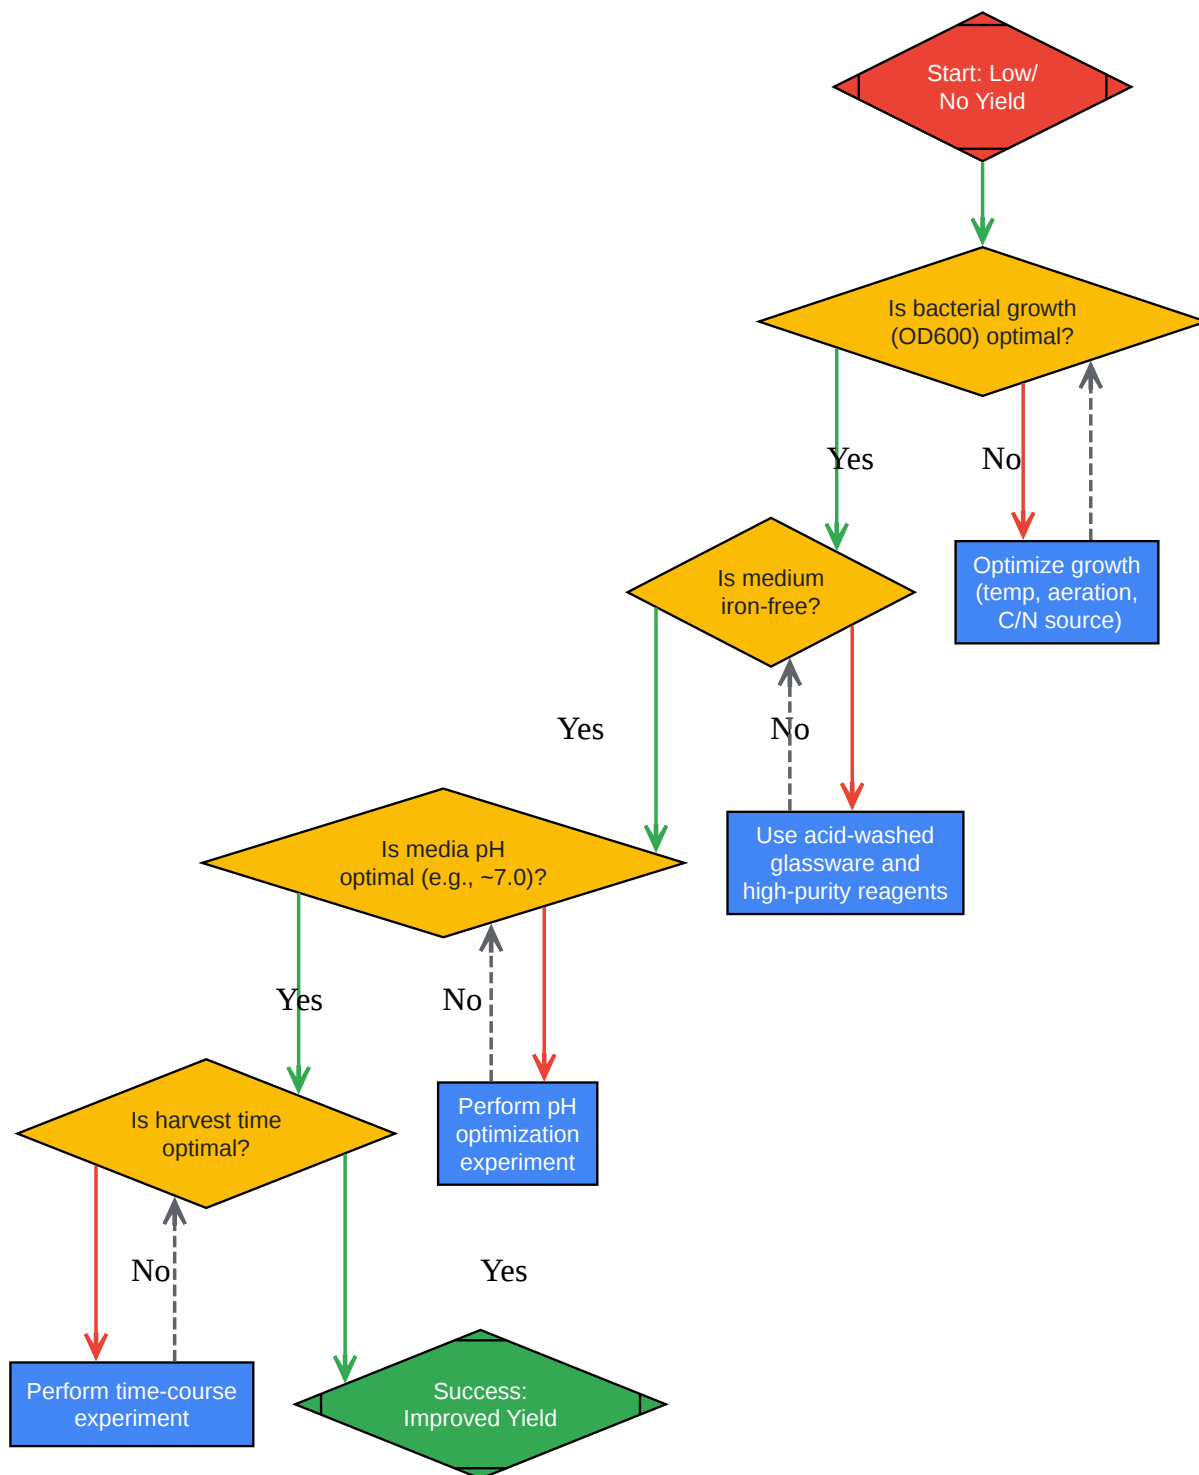 Start: Low/
No Yield
Is bacterial growth
(OD600) optimal?
Yes
No
Is medium
iron-free?
Optimize growth
(temp, aeration,
C/N source)
Yes
No
Is media pH
optimal (e.g., ~7.0)?
Use acid-washed
glassware and
high-purity reagents
Yes
No
Is harvest time
optimal?
Perform pH
optimization
experiment
No
Yes
Perform time-course
experiment
Success:
Improved Yield